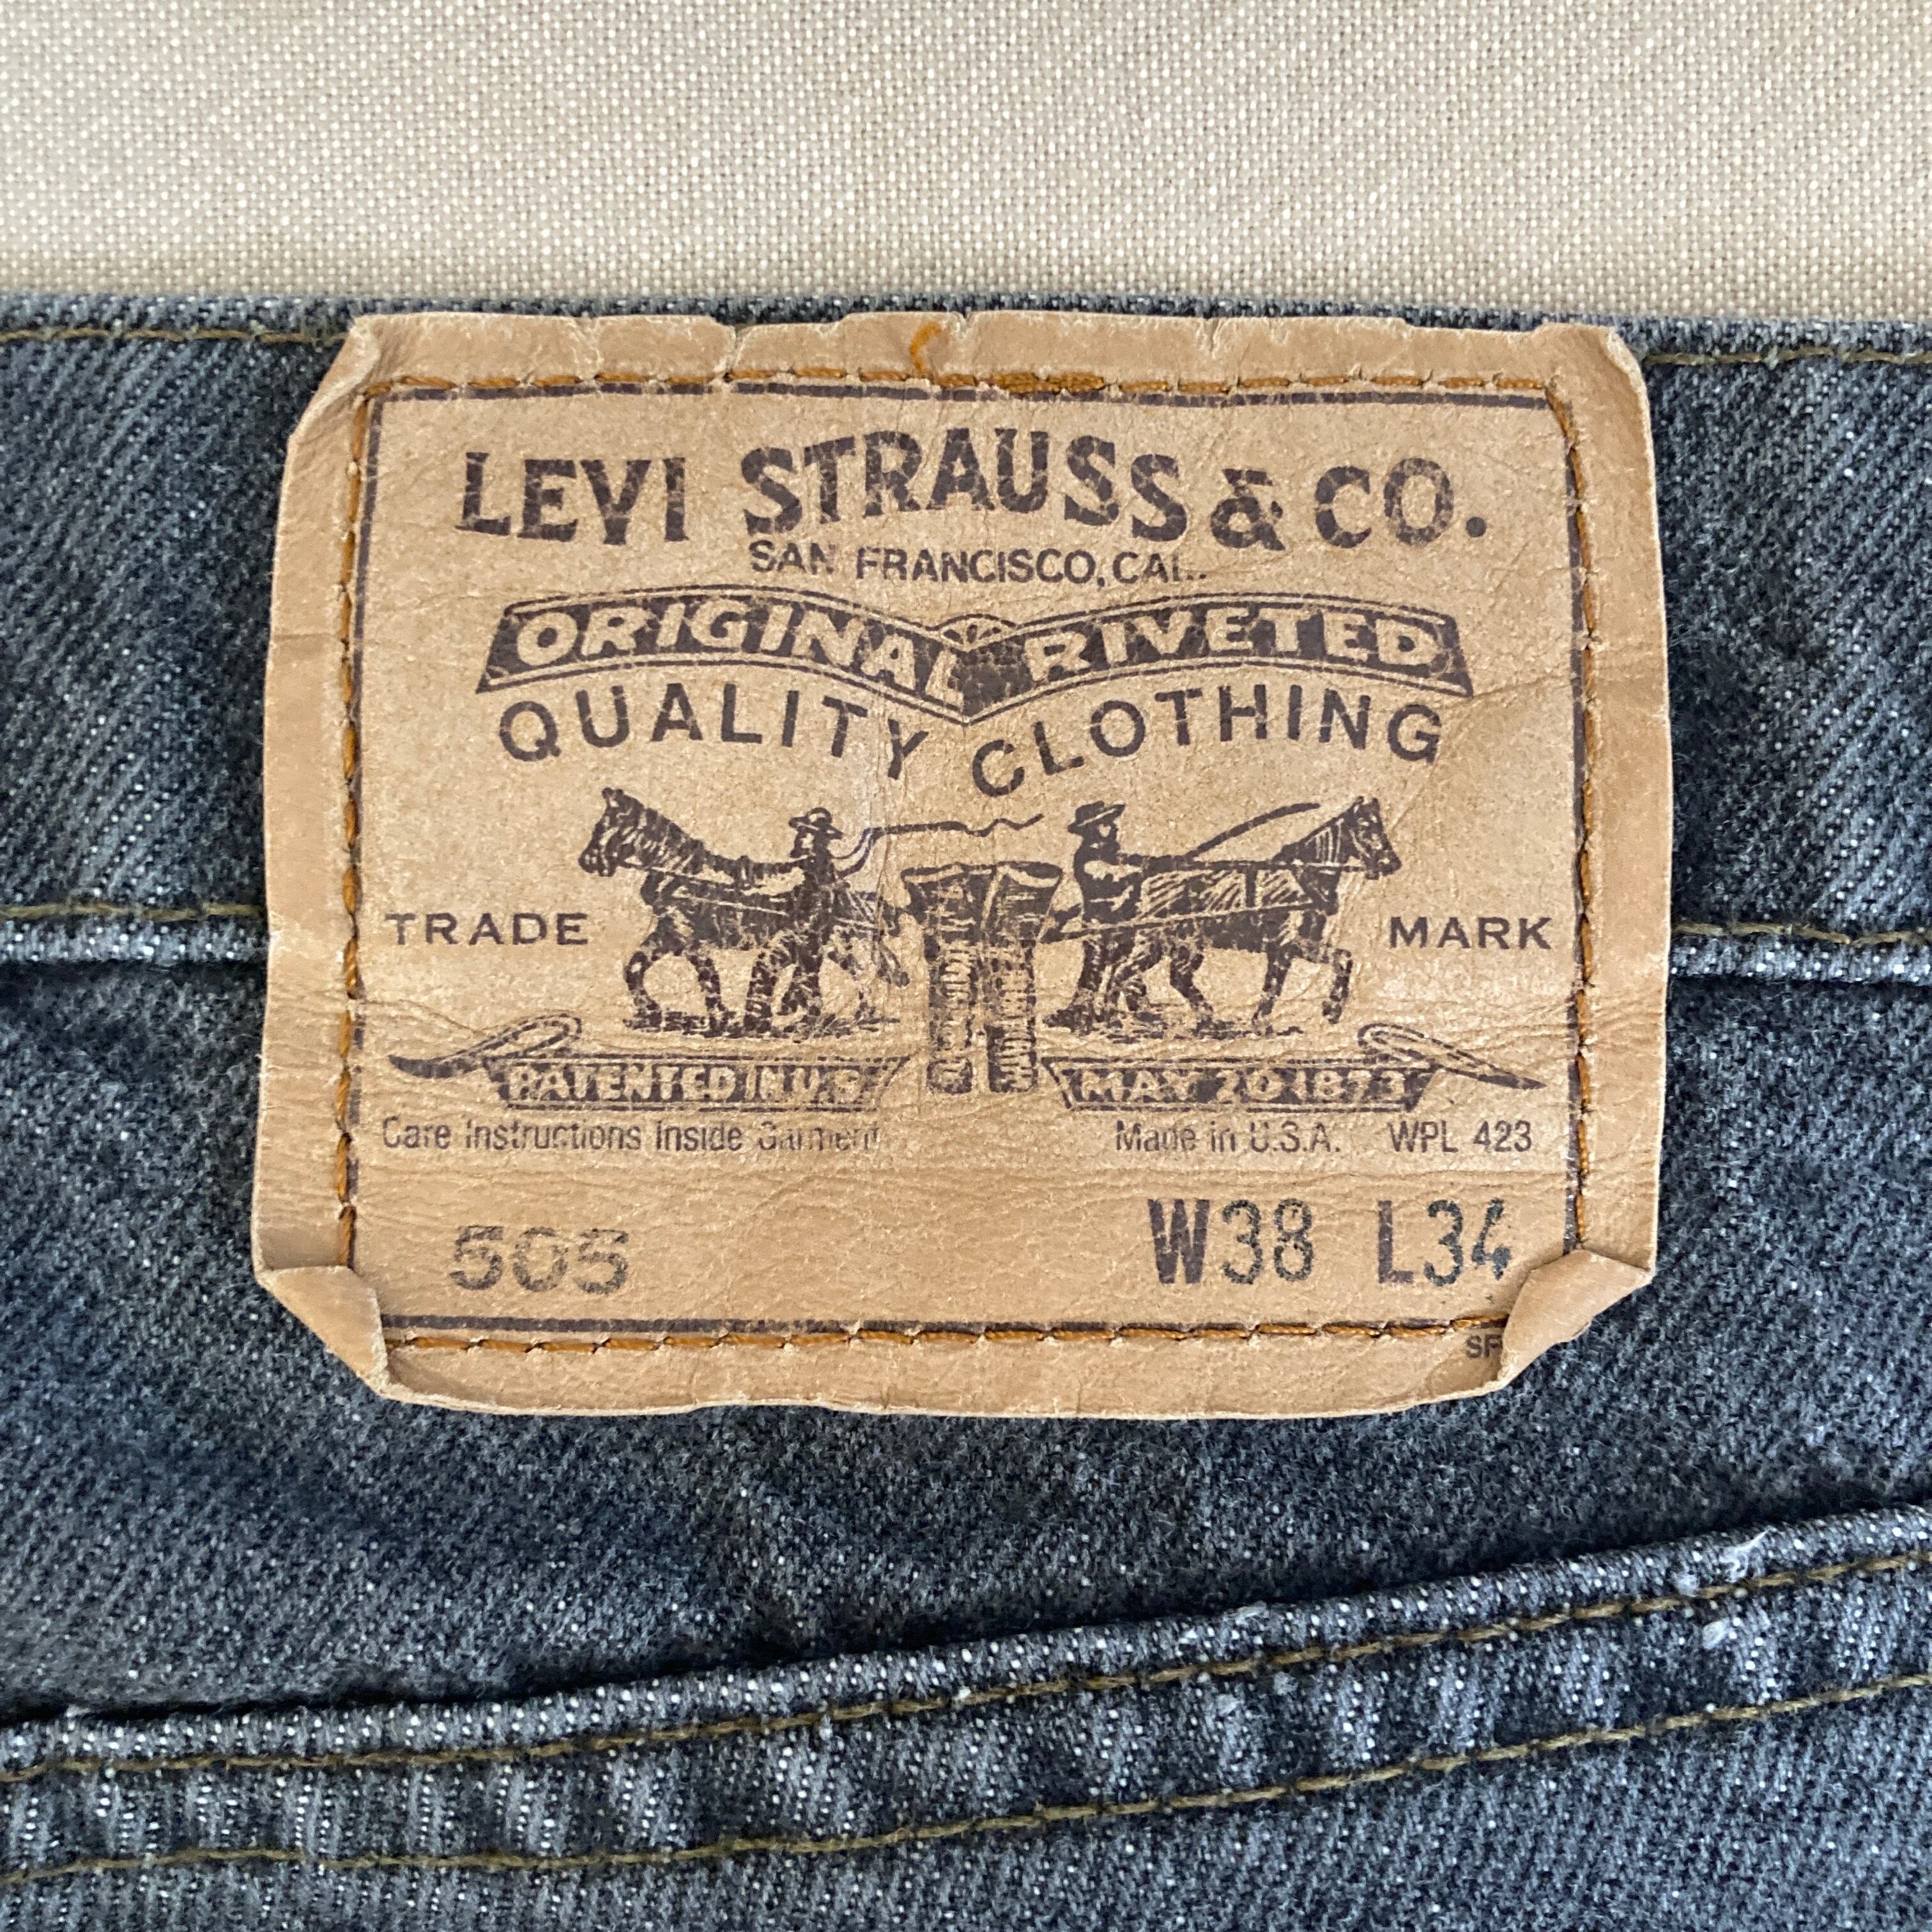 LEVI STRAUSS & CO.
SAN FRANCISCO, CAL.
ORIGINAL RIVETED
QUALITY CLOTHING
TRADE MARK
PATENTED IN U.S. MAY 20 1873
Care Instructions Inside Garment Made in U.S.A. WPL 423
505 W38 L34